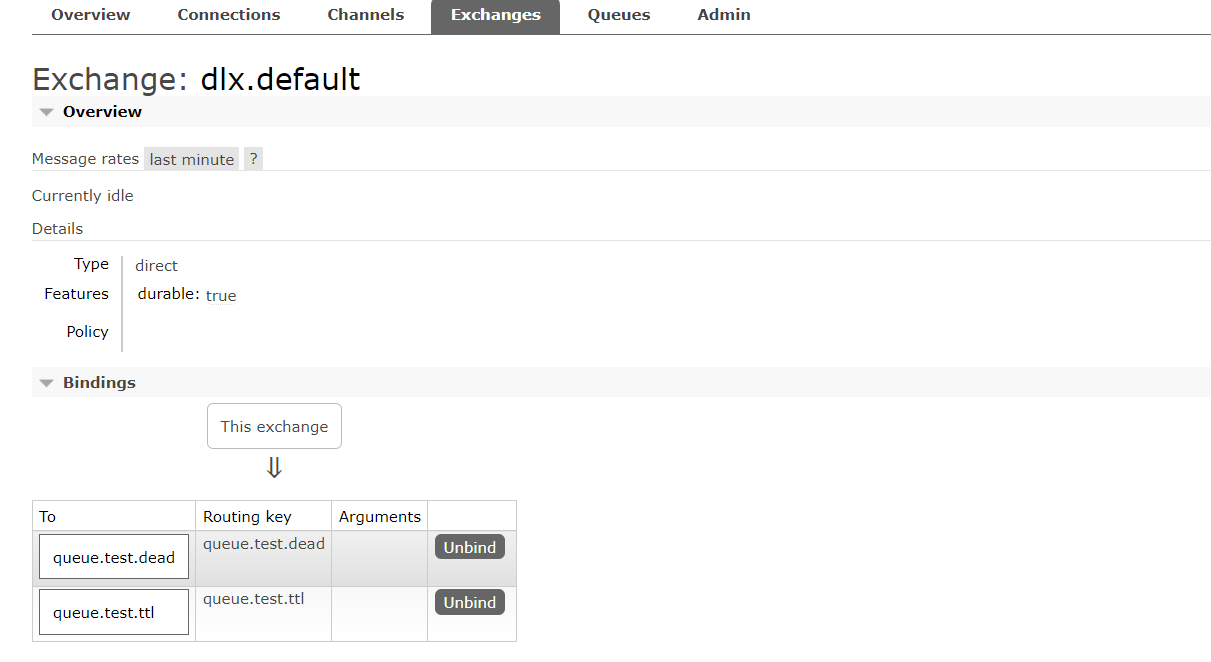 Overview Connections Channels Exchanges Queues Admin
Exchange: dlx.default
Overview
Message rates last minute ?
Currently idle
Details
Type direct
Features durable: true
Policy
Bindings
This exchange
⇓
To Routing key Arguments
queue.test.dead queue.test.dead Unbind
queue.test.ttl queue.test.ttl Unbind